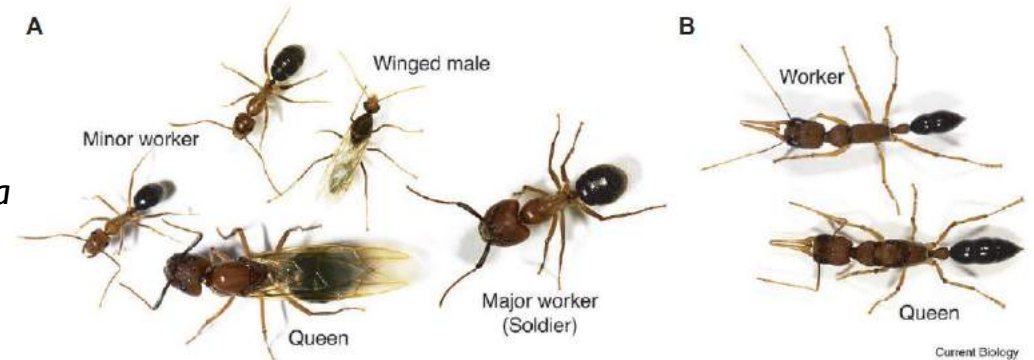 A
B
Winged male
Worker
Minor worker
a
Major worker
(Soldier)
Queen
Queen
Current Biology